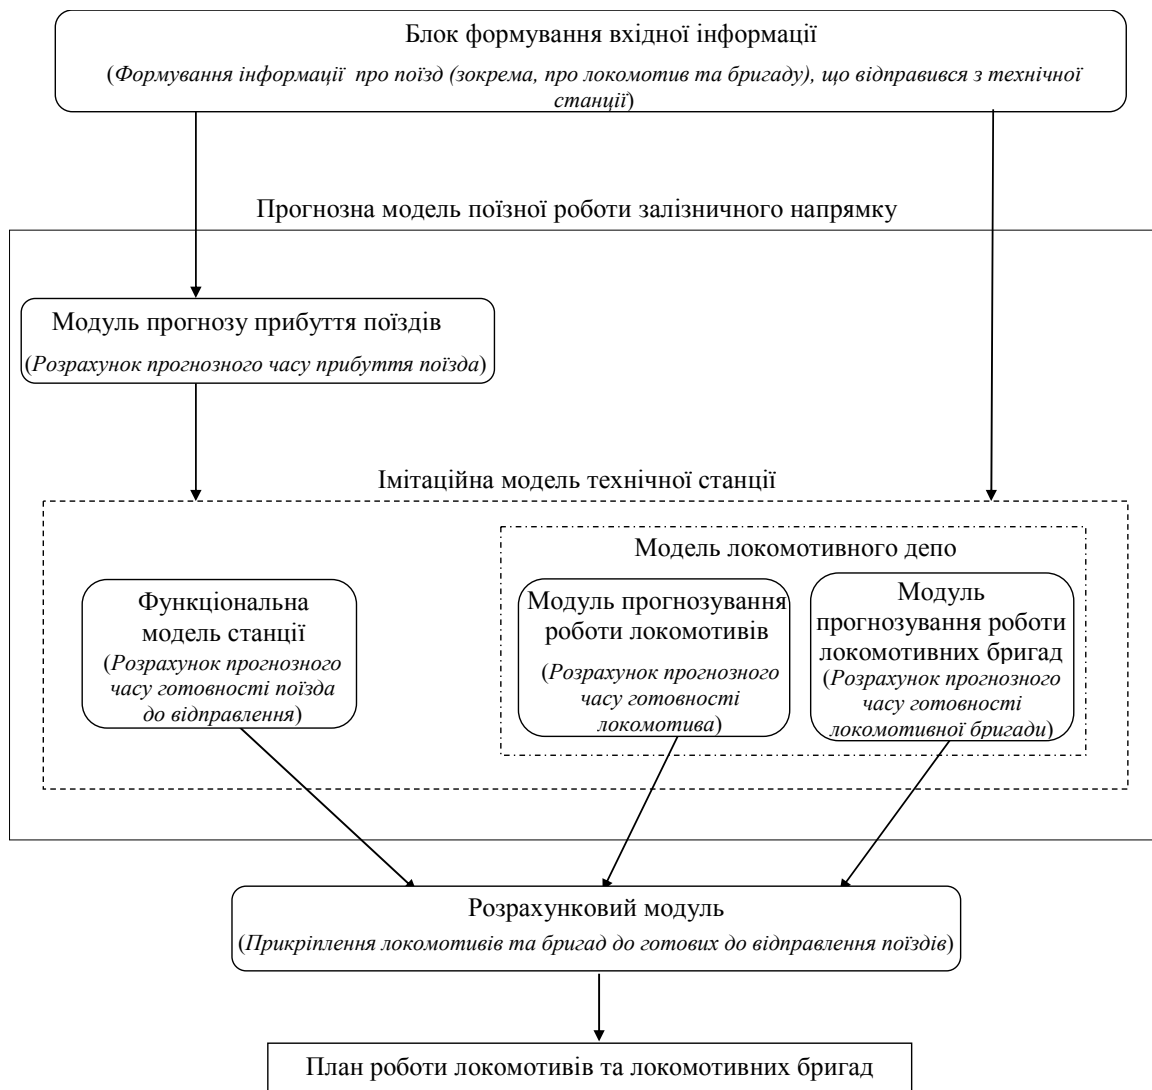 Блок формування вхідної інформації
(Формування інформації про поїзд (зокрема, про локомотив та бригаду), що відправився з технічної
станції)
Прогнозна модель поїзної роботи залізничного напрямку
Модуль прогнозу прибуття поїздів
(Розрахунок прогнозного часу прибуття поїзда)
Імітаційна модель технічної станції
Модель локомотивного депо
Функціональна
модель станції
(Розрахунок прогнозного
часу готовності поїзда
до відправлення)
Модуль прогнозування
роботи локомотивів
(Розрахунок прогнозного
часу готовності
локомотива)
Модуль
прогнозування роботи
локомотивних бригад
(Розрахунок прогнозного
часу готовності
локомотивної бригади)
Розрахунковий модуль
(Прикріплення локомотивів та бригад до готових до відправлення поїздів)
План роботи локомотивів та локомотивних бригад